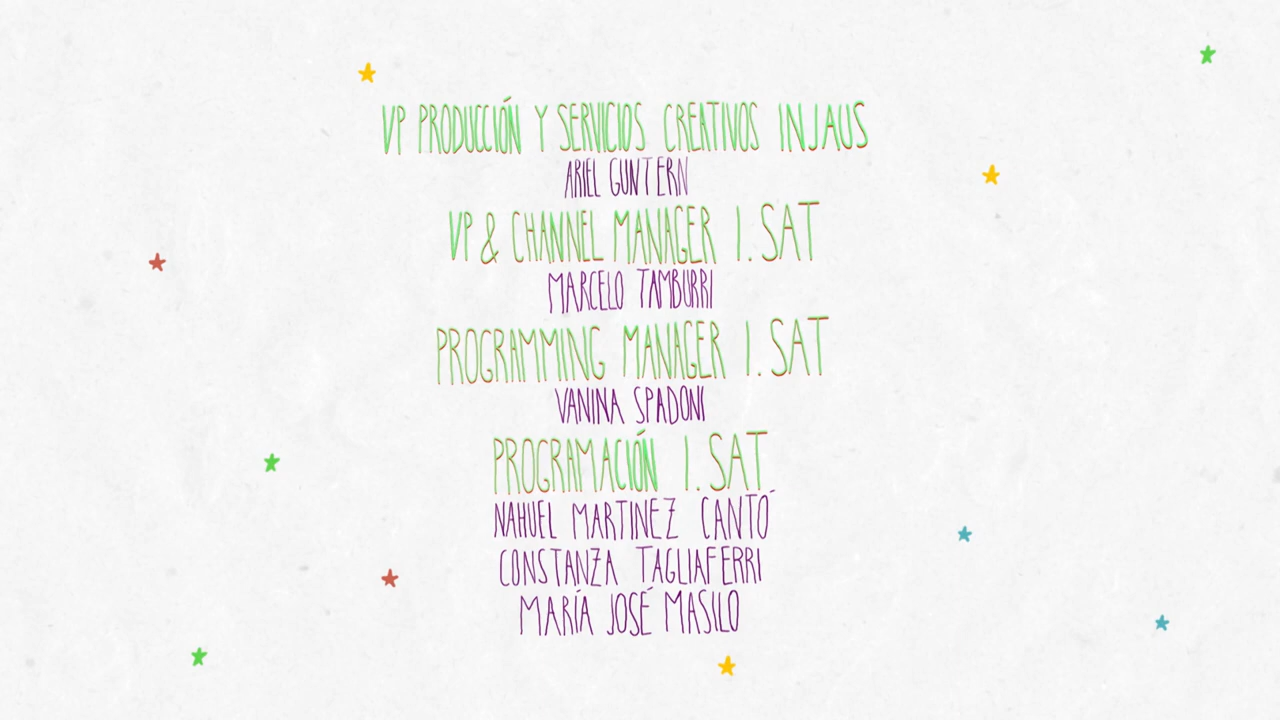 VP PRODUCCIÓN Y SERVICIOS CREATIVOS INJAUS
ARIEL GUNTERN
VP & CHANNEL MANAGER I.SAT
MARCELO TAMBURRI
PROGRAMMING MANAGER I.SAT
VANINA SPADONI
PROGRAMACIÓN I.SAT
NAHUEL MARTINEZ CANTÓ
CONSTANZA TAGLIAFERRI
MARÍA JOSÉ MASILO